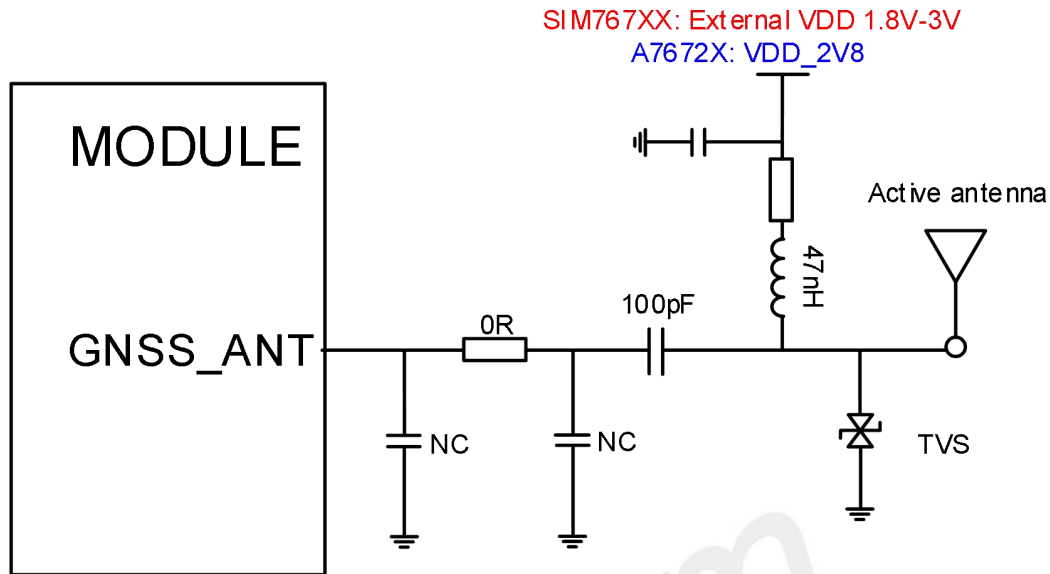 SIM767XX: External VDD 1.8V-3V
A7672X: VDD_2V8
MODULE
Active antenna
47nH
100pF
0R
GNSS_ANT
NC
NC
TVS